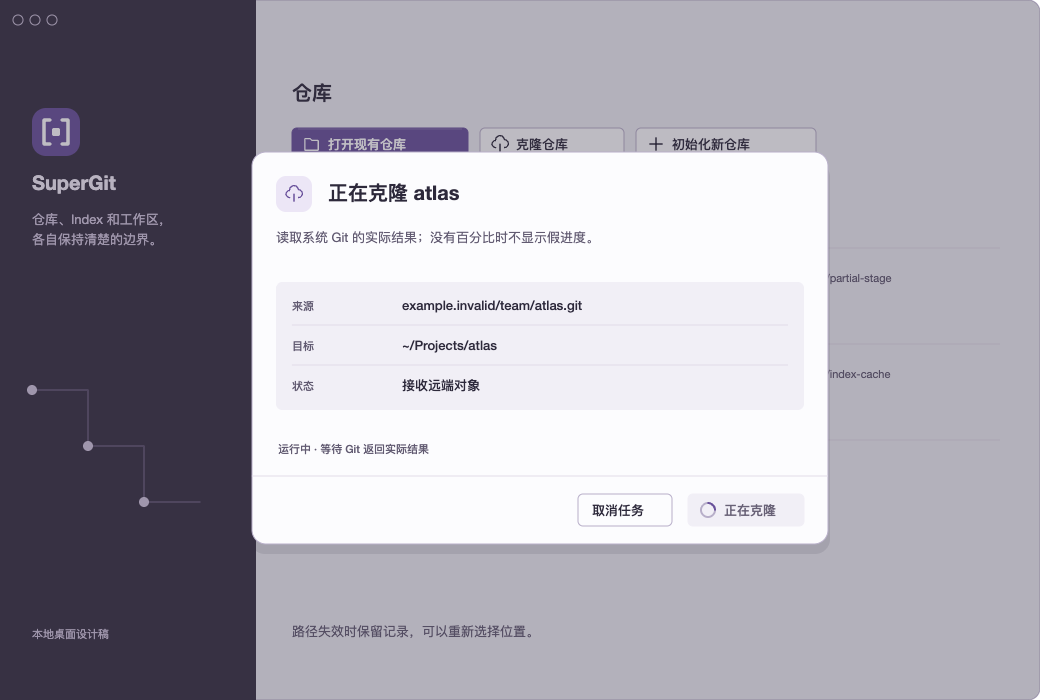 SuperGit
仓库、Index 和工作区，
各自保持清楚的边界。
本地桌面设计稿
仓库
打开现有仓库
克隆仓库
初始化新仓库
/partial-stage
/index-cache
正在克隆 atlas
读取系统 Git 的实际结果；没有百分比时不显示假进度。
来源 example.invalid/team/atlas.git
目标 ~/Projects/atlas
状态 接收远端对象
运行中 · 等待 Git 返回实际结果
取消任务
正在克隆
路径失效时保留记录，可以重新选择位置。